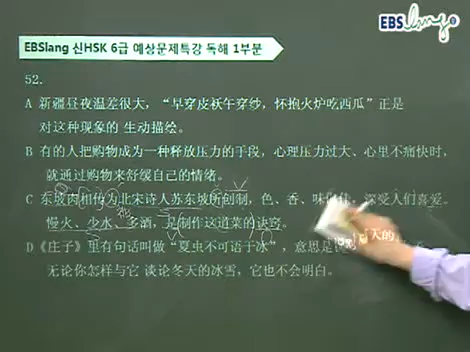 EBSlang
EBSlang 신HSK 6급 예상문제특강 독해 1부분
52.
A 新疆昼夜温差很大，“早穿皮袄午穿纱，怀抱火炉吃西瓜”正是
对这种现象的 生动描绘。
B 有的人把购物成为一种释放压力的手段，心理压力过大、心里不痛快时，
就通过购物来舒缓自己的情绪。
C 东坡肉相传为北宋诗人苏东坡所创制，色、香、味俱佳，深受人们喜爱。
慢火、少水、多酒，是制作这道菜的诀窍。
D《庄子》里有句话叫做“夏虫不可语于冰”，意思是 天的
无论你怎样与它 谈论冬天的冰雪，它也不会明白。